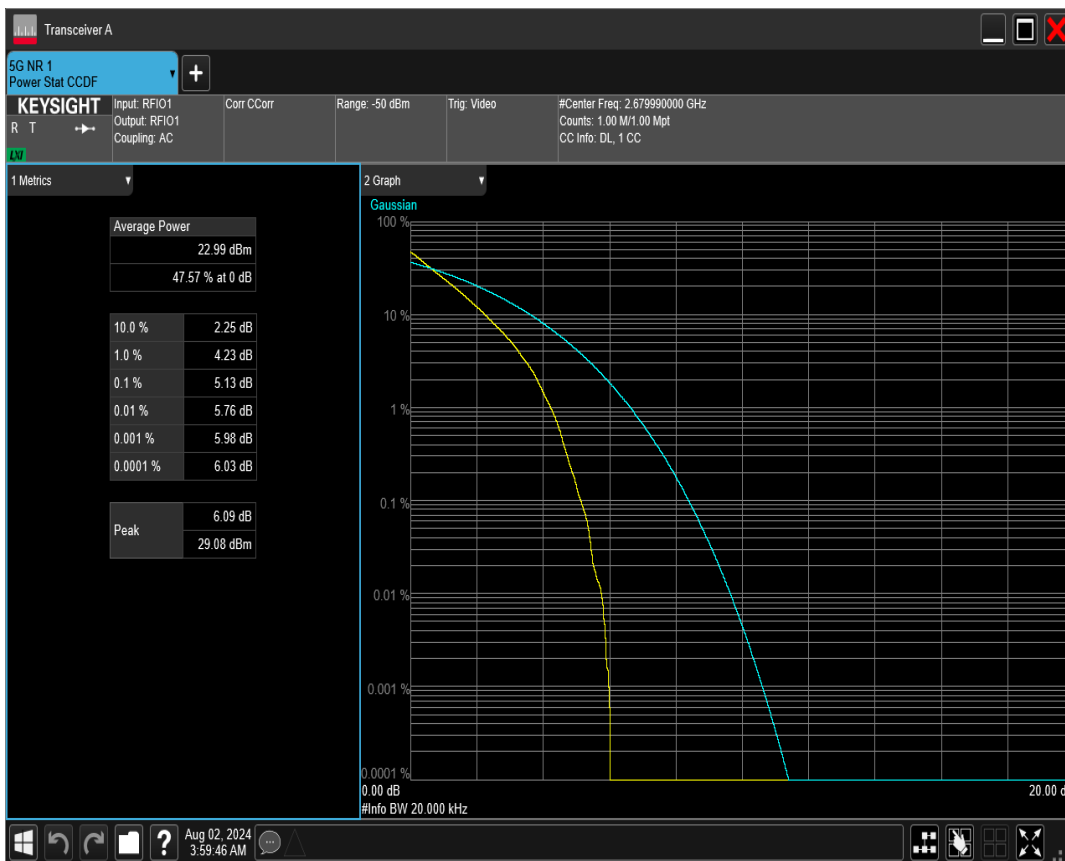 Transceiver A
5G NR 1
Power Stat CCDF
KEYSIGHT
R T
LXI
Input: RFIO1
Output: RFIO1
Coupling: AC
Corr CCorr
Range: -50 dBm
Trig: Video
#Center Freq: 2.679990000 GHz
Counts: 1.00 M/1.00 Mpt
CC Info: DL, 1 CC
1 Metrics
Average Power
22.99 dBm
47.57 % at 0 dB
10.0 % 2.25 dB
1.0 % 4.23 dB
0.1 % 5.13 dB
0.01 % 5.76 dB
0.001 % 5.98 dB
0.0001 % 6.03 dB
Peak
6.09 dB
29.08 dBm
2 Graph
Gaussian
100 %
10 %
1 %
0.1 %
0.01 %
0.001 %
0.0001 %
0.00 dB
20.00 d
#Info BW 20.000 kHz
?
Aug 02, 2024
3:59:46 AM